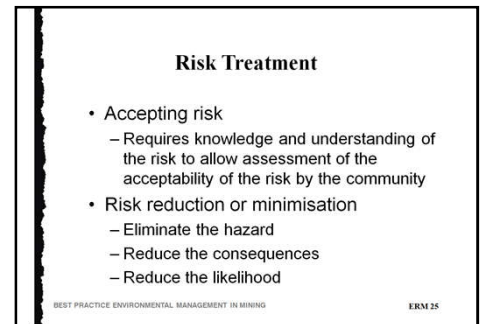 Risk Treatment
• Accepting risk
– Requires knowledge and understanding of
the risk to allow assessment of the
acceptability of the risk by the community
• Risk reduction or minimisation
– Eliminate the hazard
– Reduce the consequences
– Reduce the likelihood
BEST PRACTICE ENVIRONMENTAL MANAGEMENT IN MINING
ERM 25